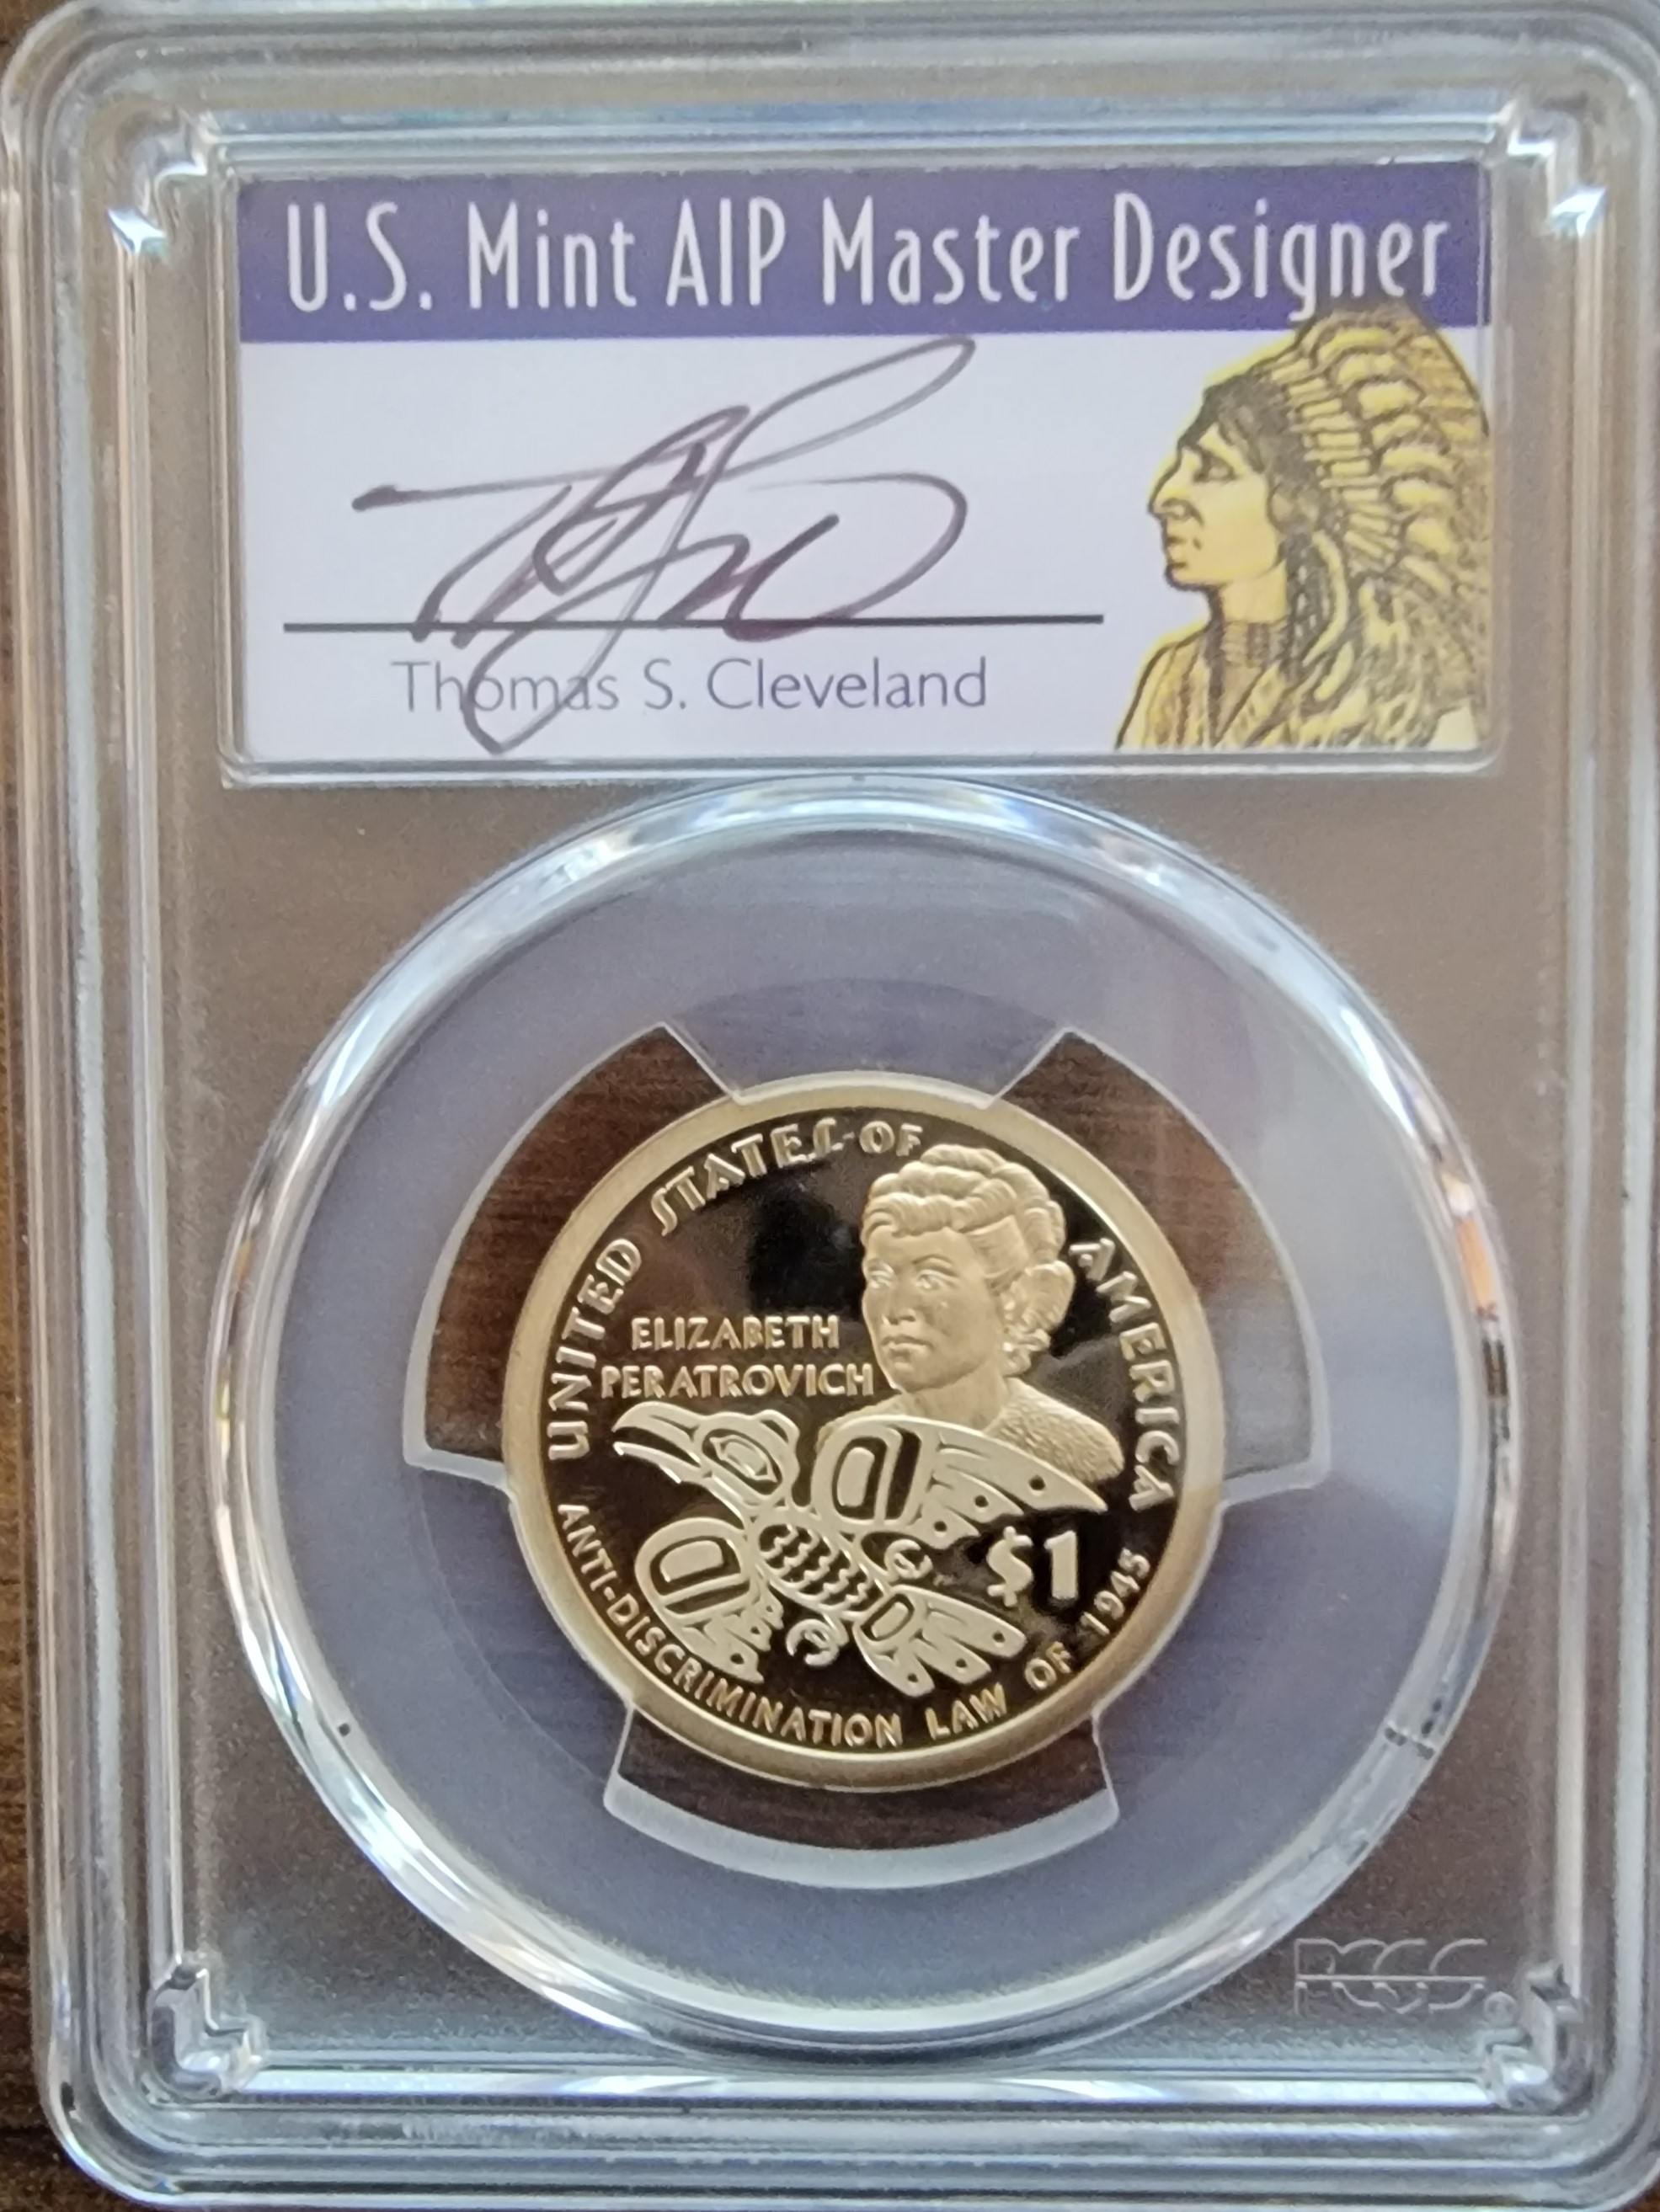 U.S. Mint AIP Master Designer
Thomas S. Cleveland
UNITED STATES OF AMERICA
ELIZABETH
PERATROVICH
$1
ANTI-DISCRIMINATION LAW OF 1945
PCGS